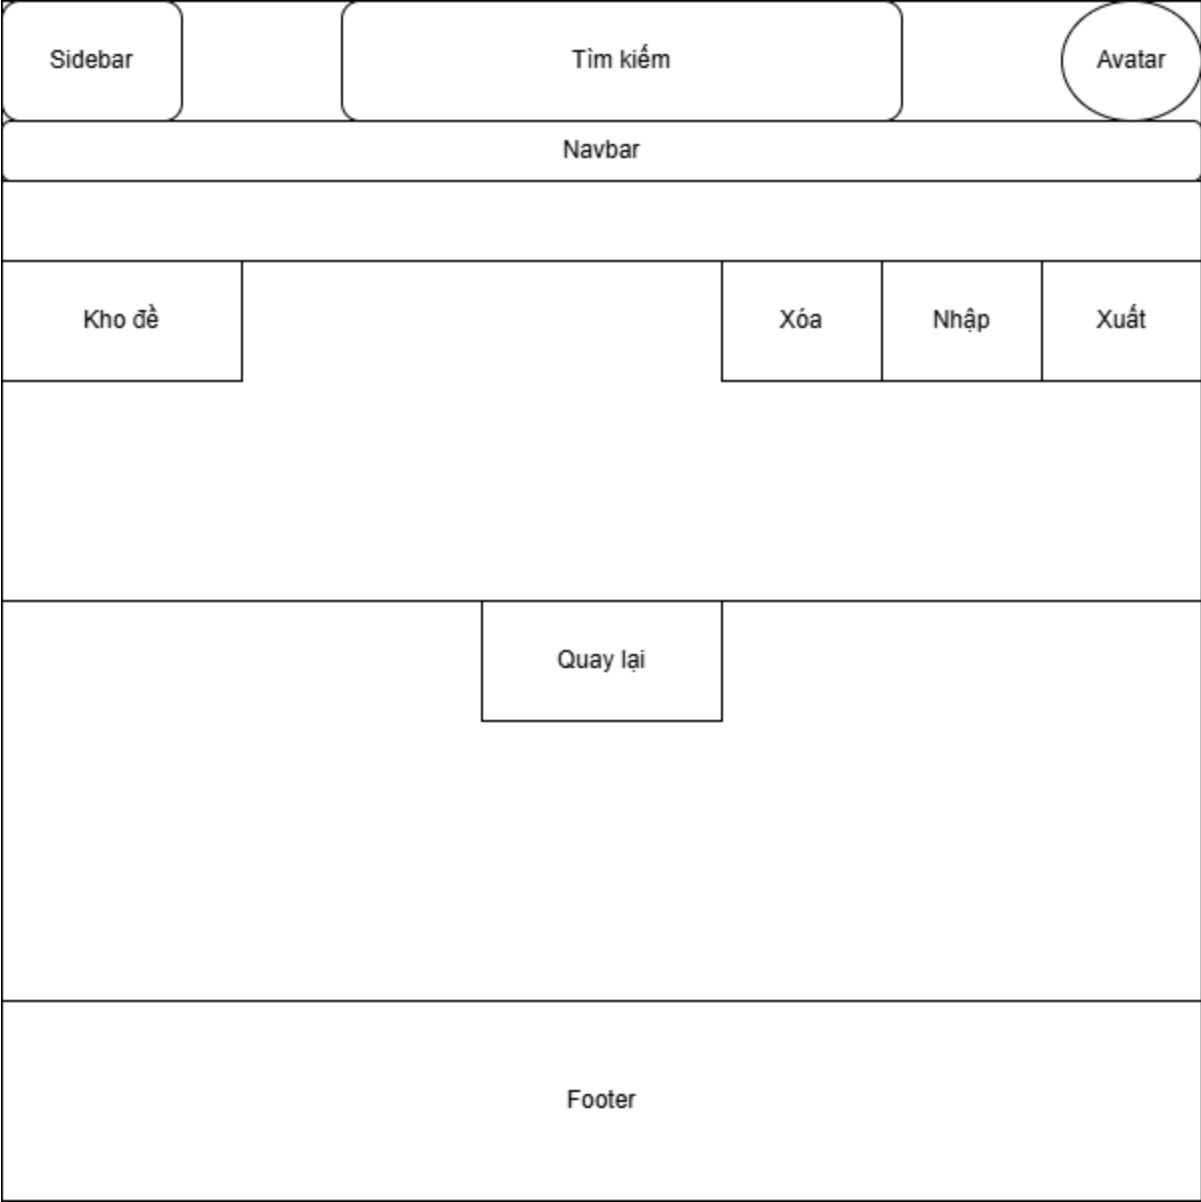 Sidebar
Tìm kiếm
Avatar
Navbar
Kho đề
Xóa
Nhập
Xuất
Quay lại
Footer